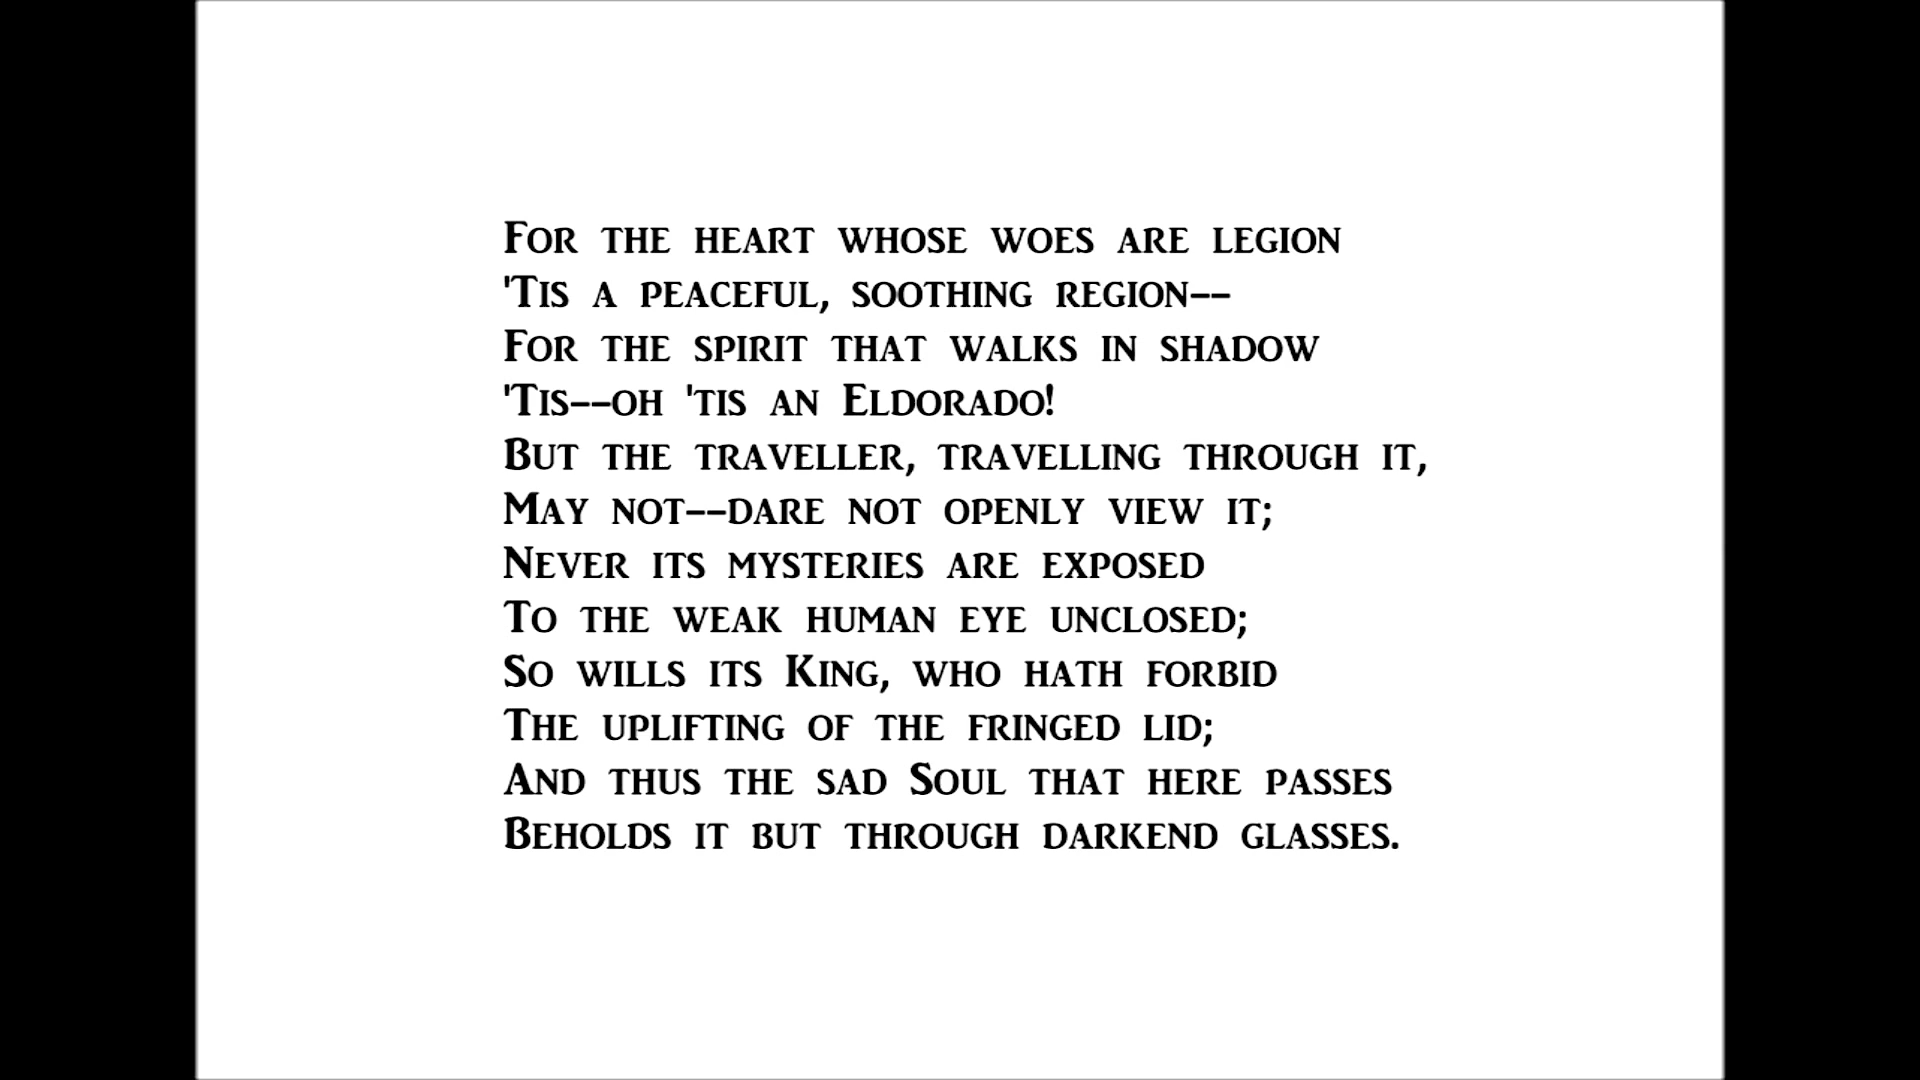 For the heart whose woes are legion
'Tis a peaceful, soothing region--
For the spirit that walks in shadow
'Tis--oh 'tis an Eldorado!
But the traveller, travelling through it,
May not--dare not openly view it;
Never its mysteries are exposed
To the weak human eye unclosed;
So wills its King, who hath forbid
The uplifting of the fringed lid;
And thus the sad Soul that here passes
Beholds it but through darkend glasses.